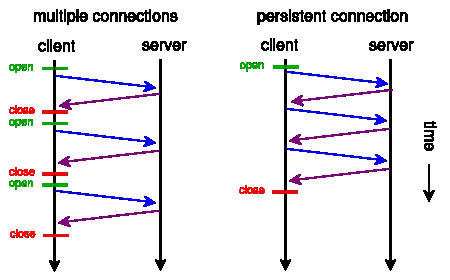 multiple connections
client server
open
close
open
close
open
close
persistent connection
client server
open
close
time